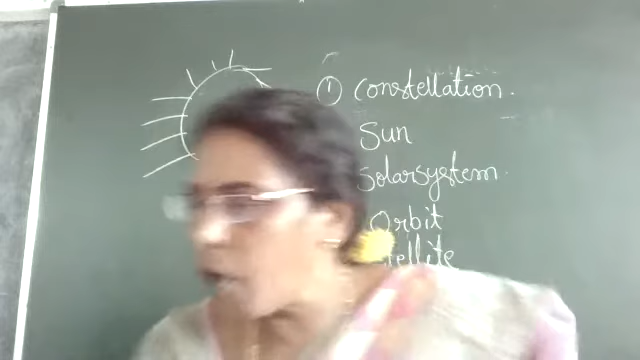 ① Constellation.
Sun
Solarsystem.
Orbit